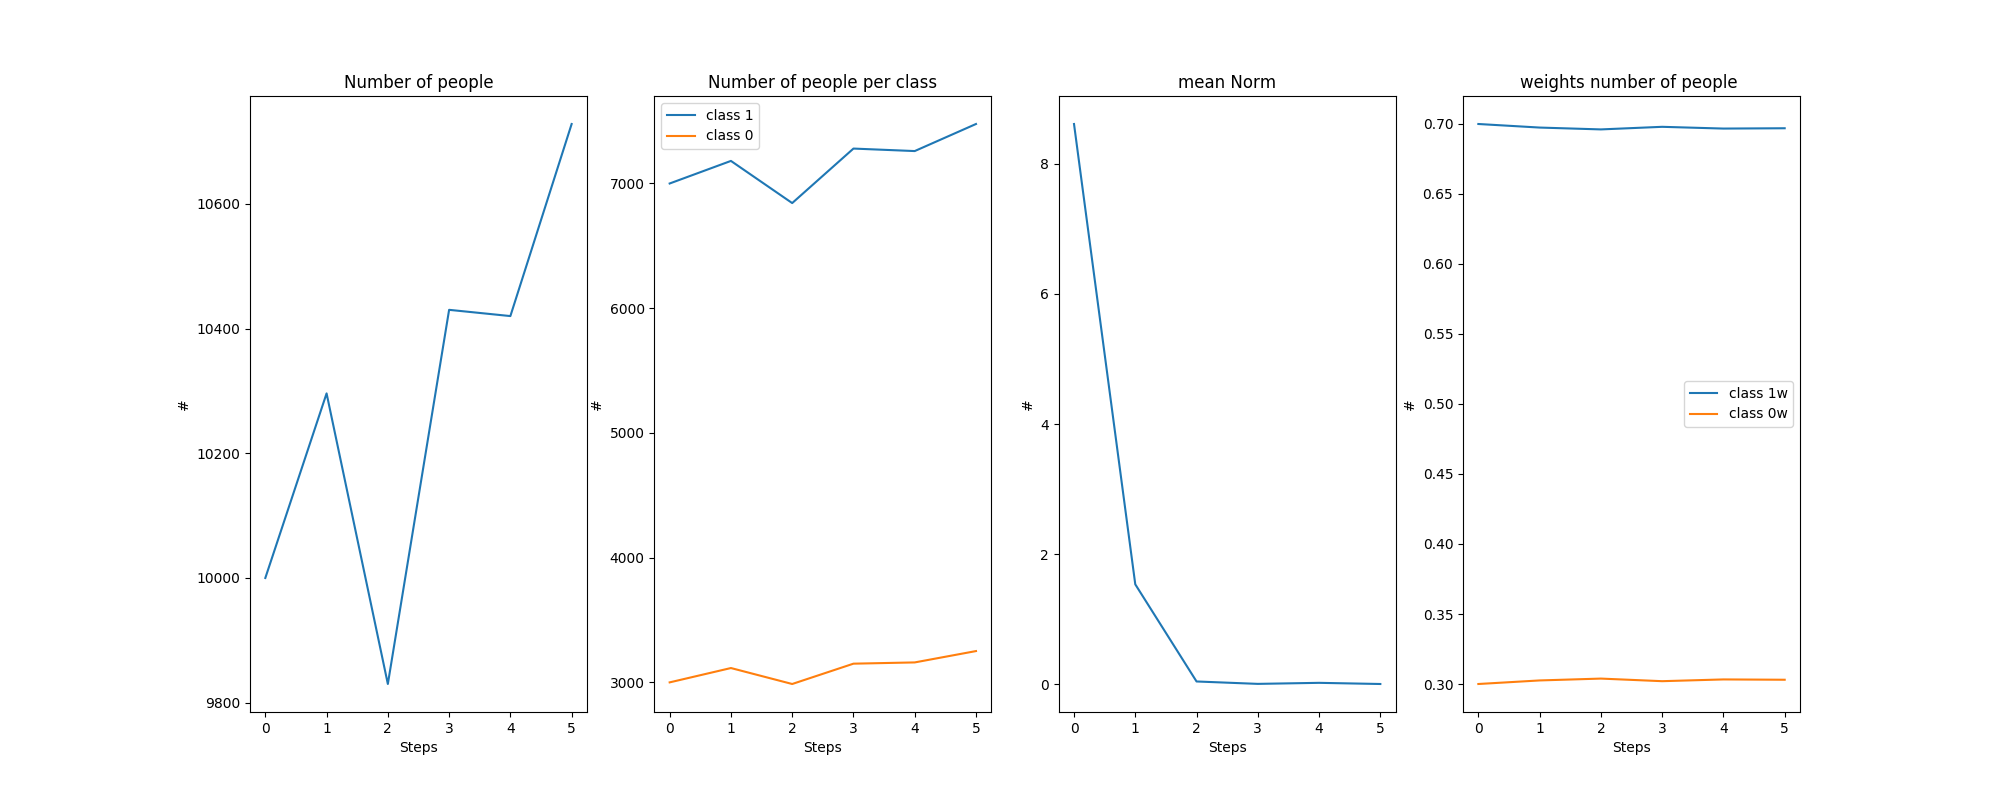 Number of people
10600
10400
10200
10000
9800
#
0 1 2 3 4 5
Steps
Number of people per class
class 1
class 0
7000
6000
5000
4000
3000
#
0 1 2 3 4 5
Steps
mean Norm
8
6
4
2
0
#
0 1 2 3 4 5
Steps
weights number of people
0.70
0.65
0.60
0.55
0.50
0.45
0.40
0.35
0.30
#
class 1w
class 0w
0 1 2 3 4 5
Steps